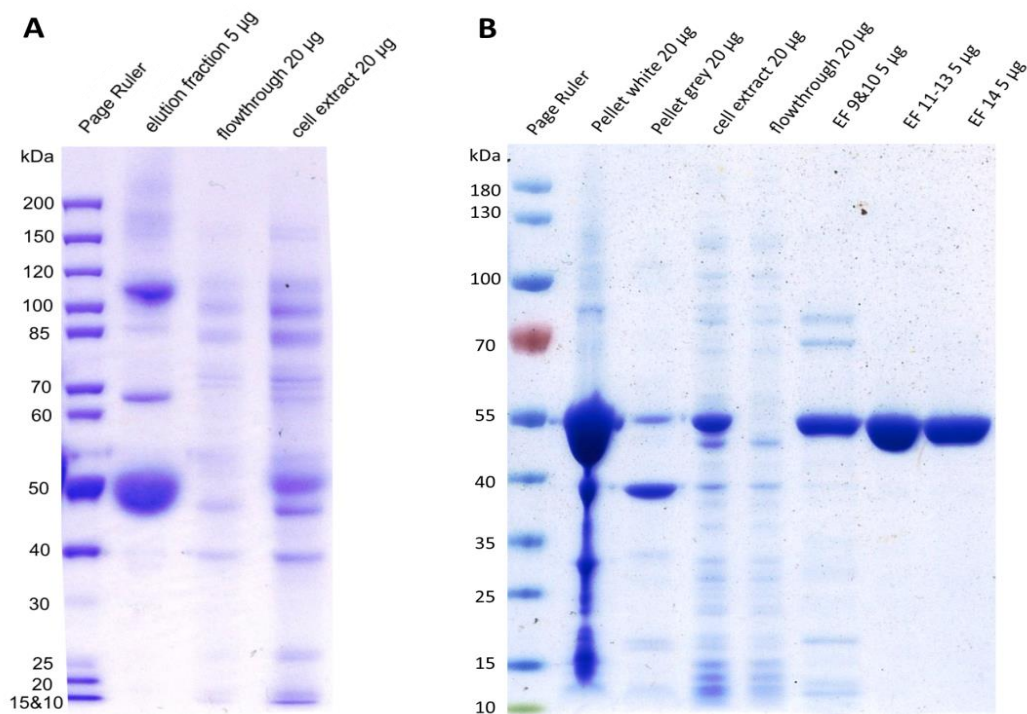 A
Page Ruler
elution fraction 5 µg
flowthrough 20 µg
cell extract 20 µg
kDa
200
150
120
100
85
70
60
50
40
30
25
20
15&10
B
Page Ruler
Pellet white 20 µg
Pellet grey 20 µg
cell extract 20 µg
flowthrough 20 µg
EF 9&10 5 µg
EF 11-13 5 µg
EF 14 5 µg
kDa
180
130
100
70
55
40
35
25
15
10